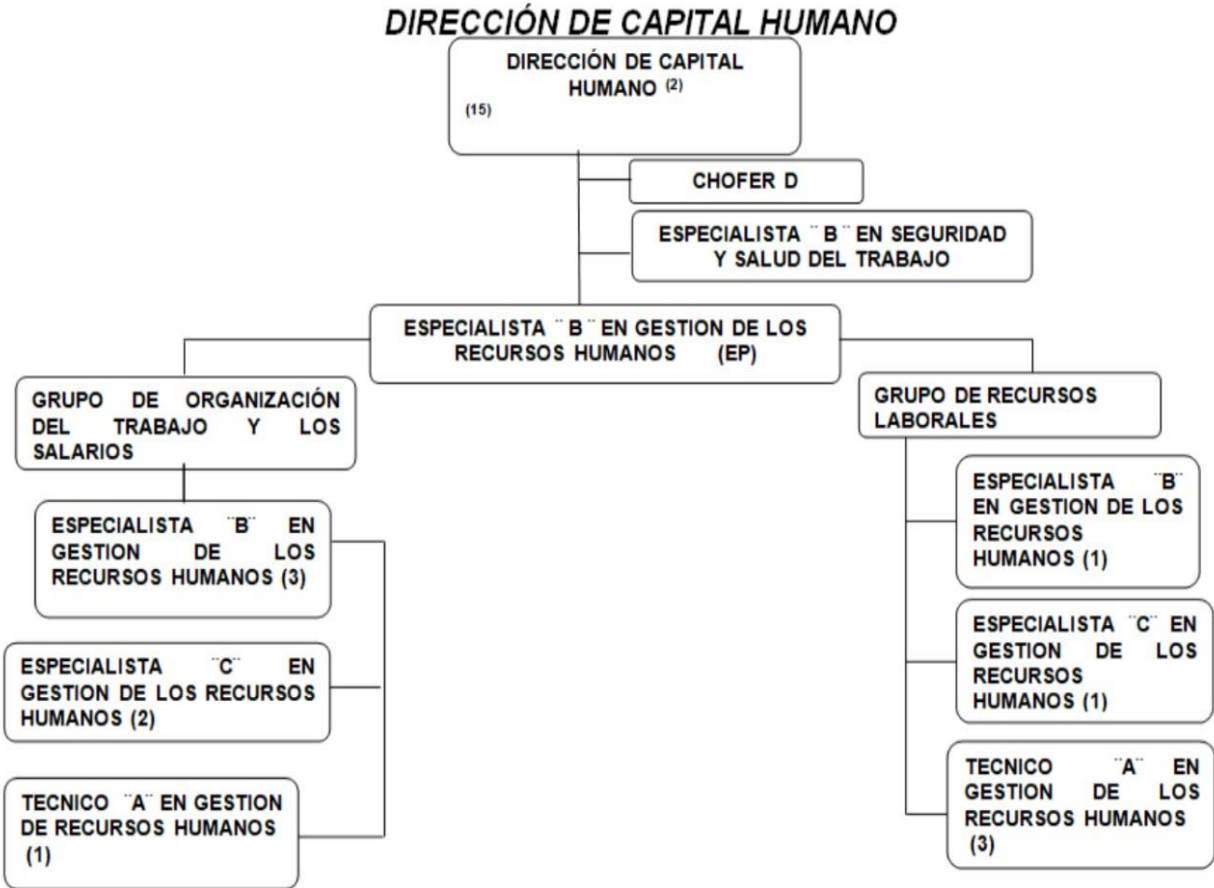 DIRECCIÓN DE CAPITAL HUMANO
DIRECCIÓN DE CAPITAL
HUMANO (2)
(15)
CHOFER D
ESPECIALISTA ¨ B ¨ EN SEGURIDAD
Y SALUD DEL TRABAJO
ESPECIALISTA ¨ B ¨ EN GESTION DE LOS
RECURSOS HUMANOS (EP)
GRUPO DE ORGANIZACIÓN
DEL TRABAJO Y LOS
SALARIOS
ESPECIALISTA ¨B¨ EN
GESTION DE LOS
RECURSOS HUMANOS (3)
ESPECIALISTA ¨C¨ EN
GESTION DE LOS RECURSOS
HUMANOS (2)
TECNICO ¨A¨ EN GESTION
DE RECURSOS HUMANOS
(1)
GRUPO DE RECURSOS
LABORALES
ESPECIALISTA ¨B¨
EN GESTION DE LOS
RECURSOS
HUMANOS (1)
ESPECIALISTA ¨C¨ EN
GESTION DE LOS
RECURSOS
HUMANOS (1)
TECNICO ¨A¨ EN
GESTION DE LOS
RECURSOS HUMANOS
(3)